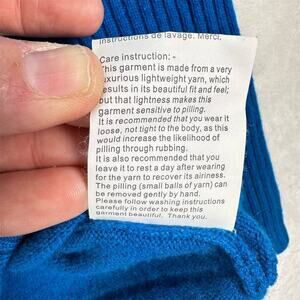 instructions de lavage. Merci.
Care instruction: -
This garment is made from a very
luxurious lightweight yarn, which
results in its beautiful fit and feel;
but that lightness makes this
garment sensitive to pilling.
It is recommended that you wear it
loose, not tight to the body, as this
would increase the likelihood of
pilling through rubbing.
It is also recommended that you
leave it to rest a day after wearing
for the yarn to recover its airiness.
The pilling (small balls of yarn) can
be removed gently by hand.
Please follow washing instructions
carefully in order to keep this
garment beautiful. Thank you.